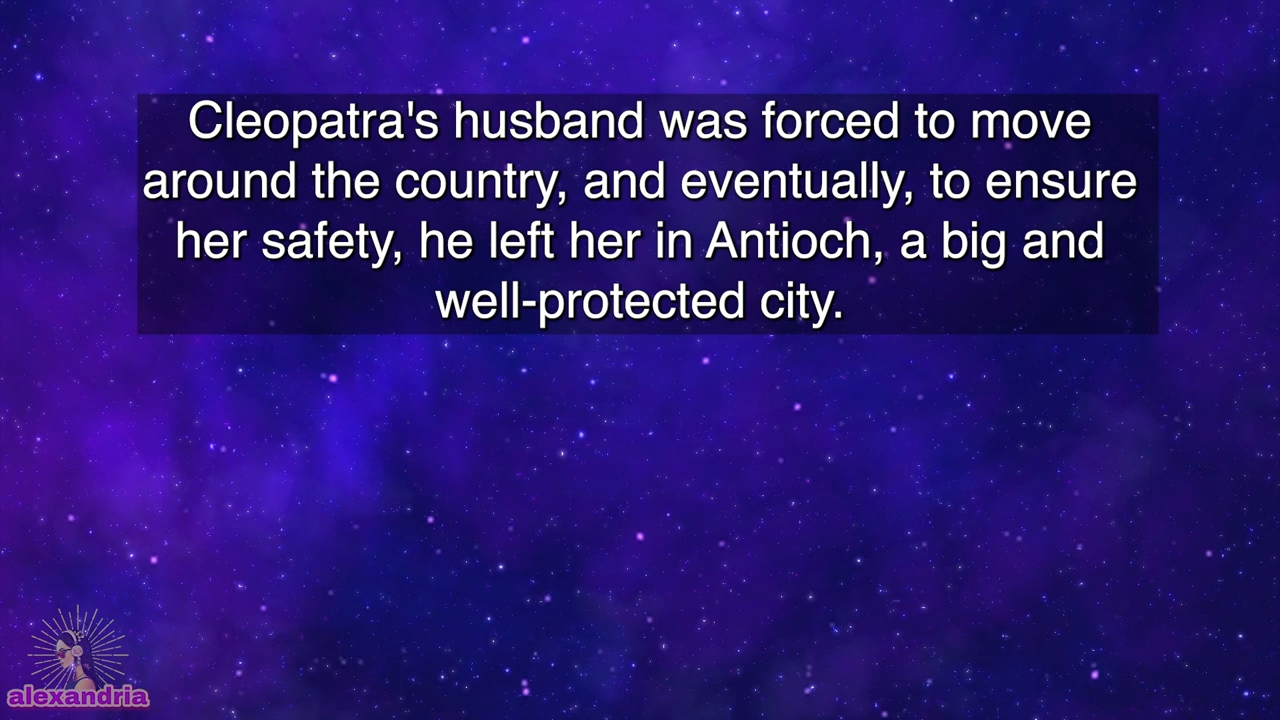 Cleopatra's husband was forced to move
around the country, and eventually, to ensure
her safety, he left her in Antioch, a big and
well-protected city.
alexandria